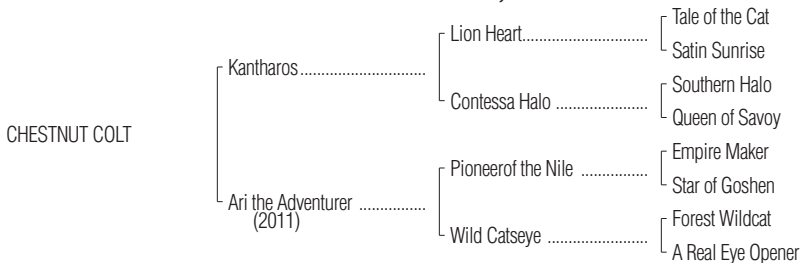 Tale of the Cat
Lion Heart..............................
Satin Sunrise
Kantharos..............................
Southern Halo
Contessa Halo ......................
Queen of Savoy
CHESTNUT COLT
Empire Maker
Pioneerof the Nile ................
Star of Goshen
Ari the Adventurer ................
(2011)
Forest Wildcat
Wild Catseye ........................
A Real Eye Opener